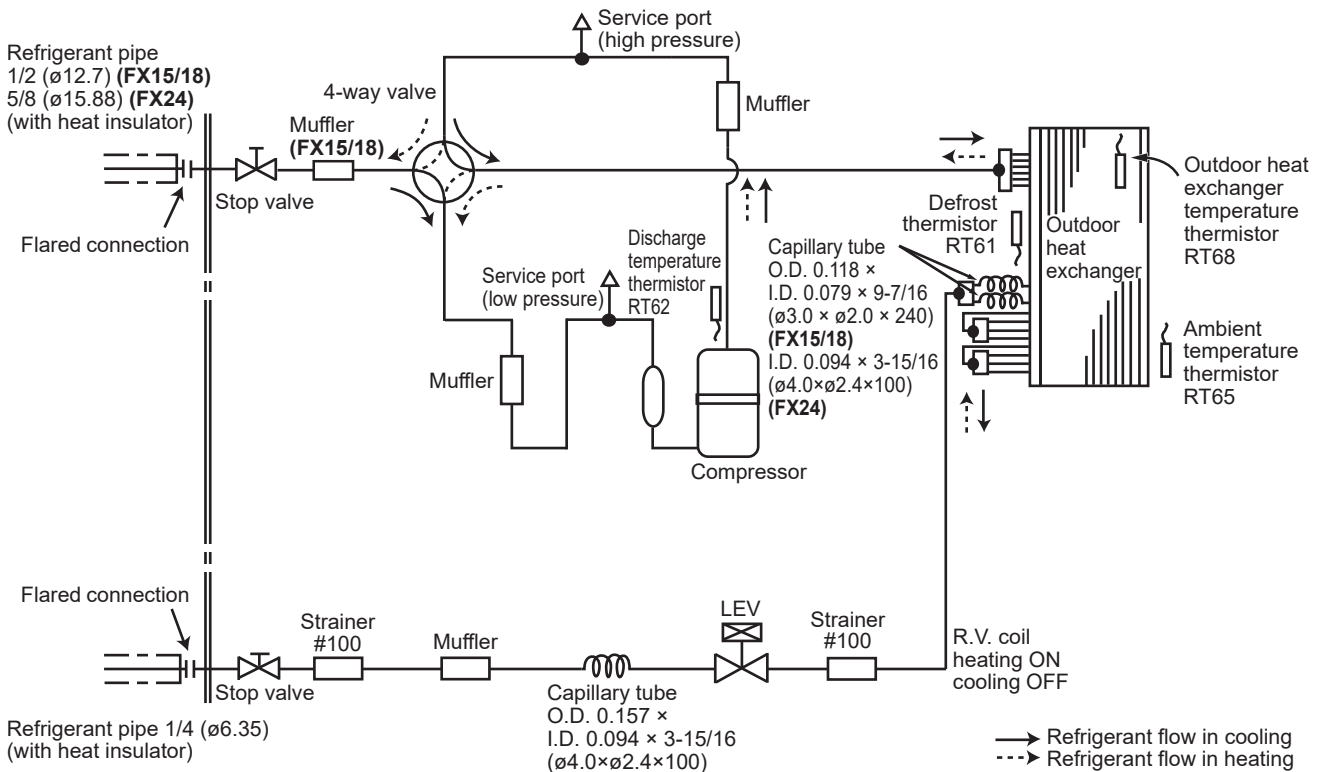 Service port
(high pressure)
Refrigerant pipe
1/2 (ø12.7) (FX15/18)
5/8 (ø15.88) (FX24)
(with heat insulator)
4-way valve
Muffler
(FX15/18)
Muffler
Stop valve
Flared connection
Outdoor heat
exchanger
temperature
thermistor
RT68
Defrost
thermistor
RT61
Outdoor
heat
exchanger
Discharge
temperature
thermistor
RT62
Service port
(low pressure)
Capillary tube
O.D. 0.118 ×
I.D. 0.079 × 9-7/16
(ø3.0 × ø2.0 × 240)
(FX15/18)
I.D. 0.094 × 3-15/16
(ø4.0×ø2.4×100)
(FX24)
Ambient
temperature
thermistor
RT65
Muffler
Compressor
Flared connection
Stop valve
Strainer
#100
Muffler
Capillary tube
O.D. 0.157 ×
I.D. 0.094 × 3-15/16
(ø4.0×ø2.4×100)
LEV
Strainer
#100
R.V. coil
heating ON
cooling OFF
Refrigerant pipe 1/4 (ø6.35)
(with heat insulator)
Refrigerant flow in cooling
Refrigerant flow in heating